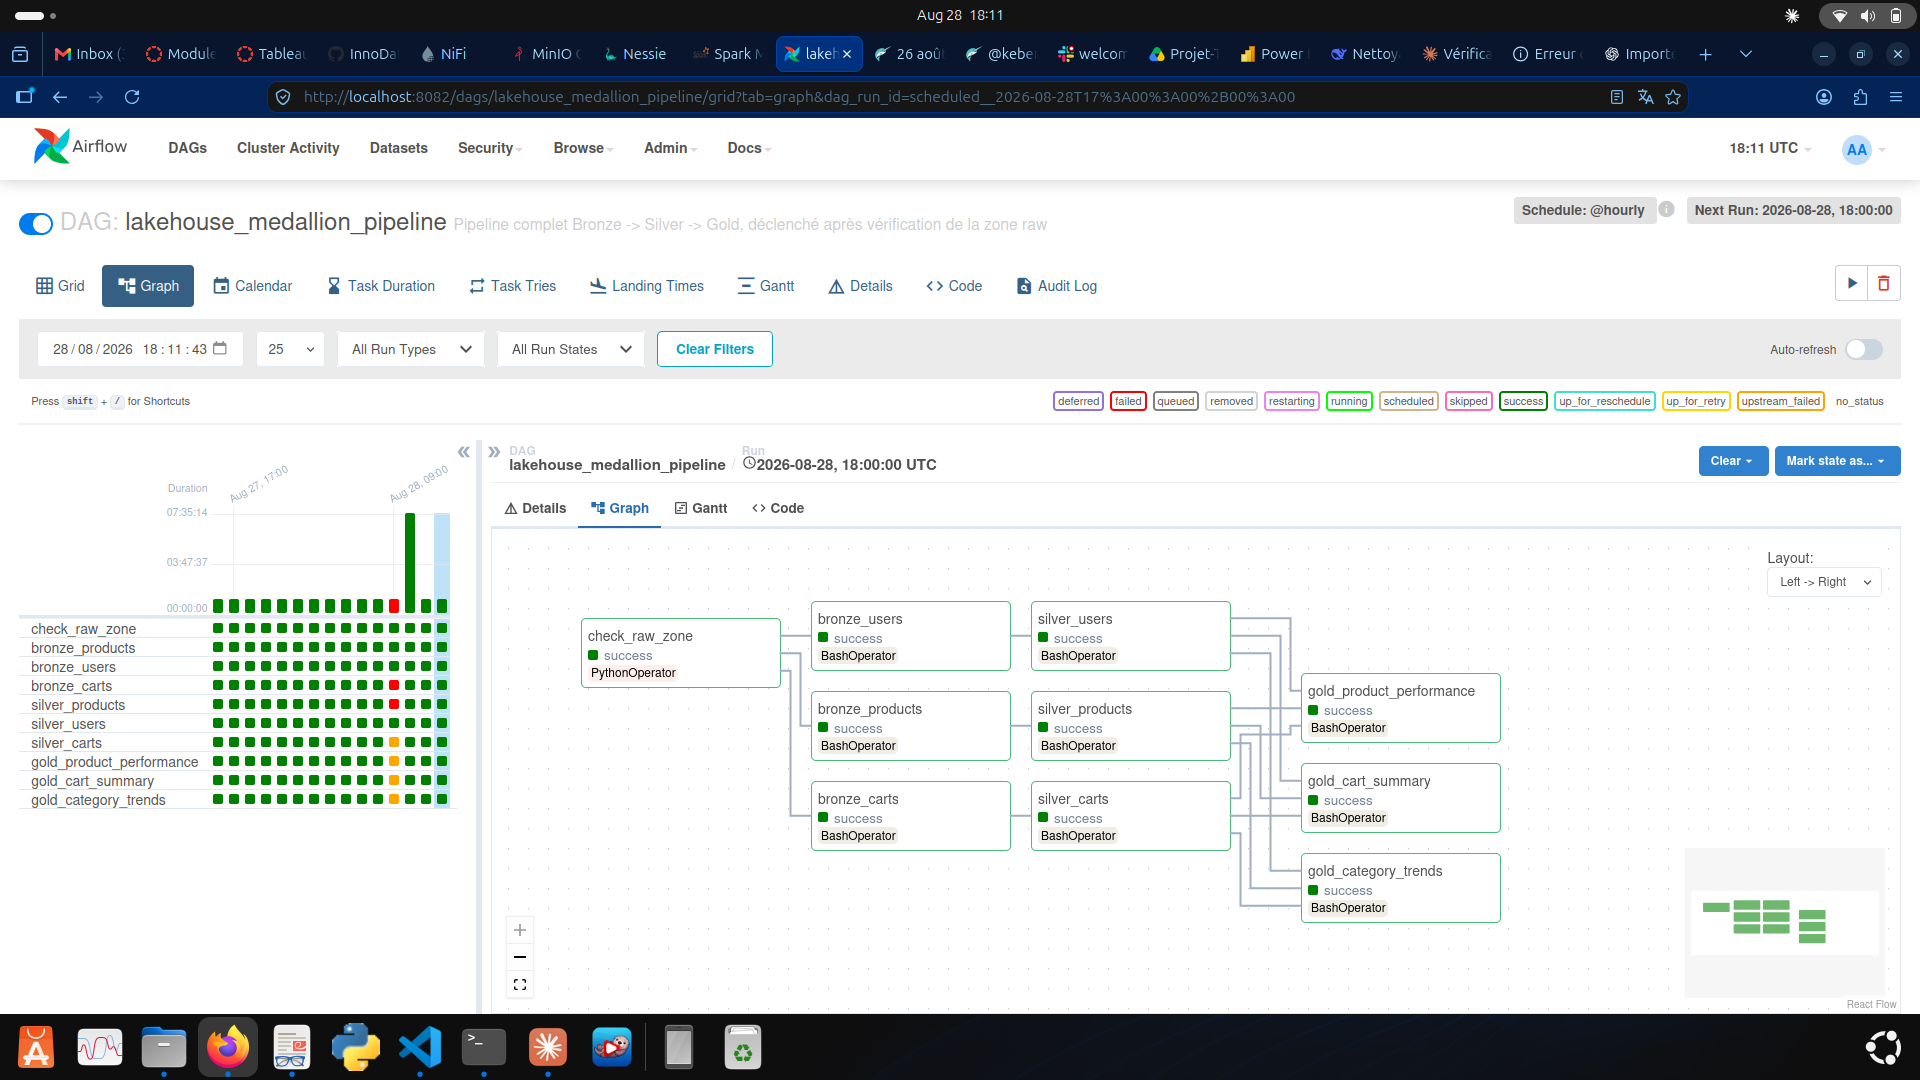 Aug 28 18:11
Inbox (
Module
Tableau
InnoDa
NiFi
MinIO
Nessie
Spark
lakeh
26 aoû
@kebe
welcom
Projet-
Power
Nettoy
Vérifica
Erreur
Importe
http://localhost:8082/dags/lakehouse_medallion_pipeline/grid?tab=graph&dag_run_id=scheduled__2026-08-28T17%3A00%3A00%2B00%3A00
Airflow
DAGs
Cluster Activity
Datasets
Security
Browse
Admin
Docs
18:11 UTC
AA
DAG: lakehouse_medallion_pipeline Pipeline complet Bronze -> Silver -> Gold, déclenché après vérification de la zone raw
Schedule: @hourly
i
Next Run: 2026-08-28, 18:00:00
Grid
Graph
Calendar
Task Duration
Task Tries
Landing Times
Gantt
Details
Code
Audit Log
28/08/2026 18:11:43
25
All Run Types
All Run States
Clear Filters
Auto-refresh
Press shift + / for Shortcuts
deferred
failed
queued
removed
restarting
running
scheduled
skipped
success
up_for_reschedule
up_for_retry
upstream_failed
no_status
DAG
lakehouse_medallion_pipeline
/
Run
2026-08-28, 18:00:00 UTC
Clear
Mark state as...
Details
Graph
Gantt
Code
Duration
Aug 27, 17:00
Aug 28, 09:00
07:35:14
03:47:37
00:00:00
check_raw_zone
bronze_products
bronze_users
bronze_carts
silver_products
silver_users
silver_carts
gold_product_performance
gold_cart_summary
gold_category_trends
Layout:
Left -> Right
check_raw_zone
success
PythonOperator
bronze_users
success
BashOperator
silver_users
success
BashOperator
bronze_products
success
BashOperator
silver_products
success
BashOperator
bronze_carts
success
BashOperator
silver_carts
success
BashOperator
gold_product_performance
success
BashOperator
gold_cart_summary
success
BashOperator
gold_category_trends
success
BashOperator
React Flow